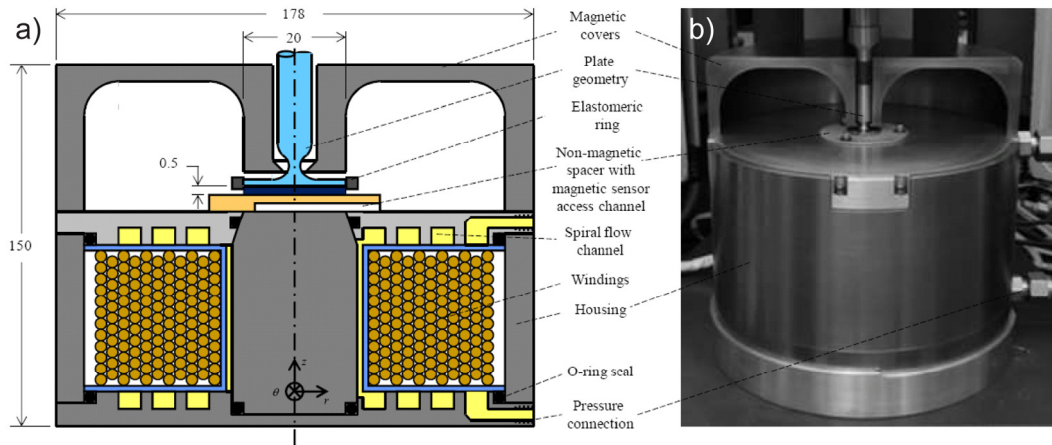 a)
178
20
0.5
150
Magnetic
covers
Plate
geometry
Elastomeric
ring
Non-magnetic
spacer with
magnetic sensor
access channel
Spiral flow
channel
Windings
Housing
O-ring seal
Pressure
connection
z
θ
r
b)